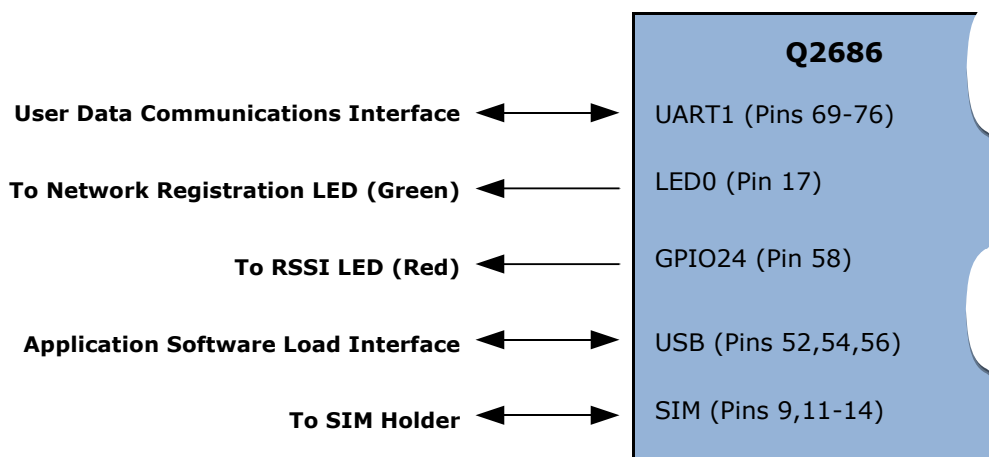 Q2686
User Data Communications Interface UART1 (Pins 69-76)
To Network Registration LED (Green) LED0 (Pin 17)
To RSSI LED (Red) GPIO24 (Pin 58)
Application Software Load Interface USB (Pins 52,54,56)
To SIM Holder SIM (Pins 9,11-14)